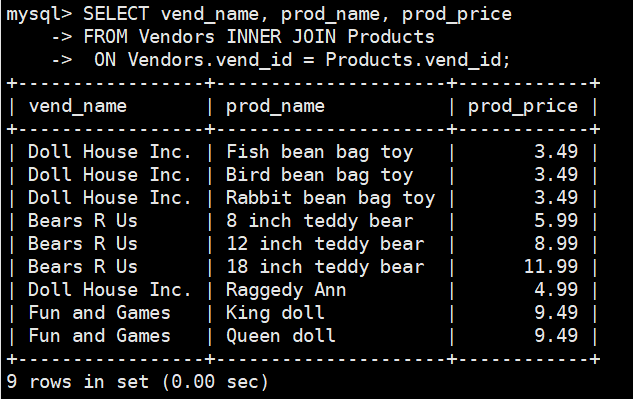 mysql> SELECT vend_name, prod_name, prod_price
    -> FROM Vendors INNER JOIN Products
    ->  ON Vendors.vend_id = Products.vend_id;
+-----------------+---------------------+------------+
| vend_name       | prod_name           | prod_price |
+-----------------+---------------------+------------+
| Doll House Inc. | Fish bean bag toy   |       3.49 |
| Doll House Inc. | Bird bean bag toy   |       3.49 |
| Doll House Inc. | Rabbit bean bag toy |       3.49 |
| Bears R Us      | 8 inch teddy bear   |       5.99 |
| Bears R Us      | 12 inch teddy bear  |       8.99 |
| Bears R Us      | 18 inch teddy bear  |      11.99 |
| Doll House Inc. | Raggedy Ann         |       4.99 |
| Fun and Games   | King doll           |       9.49 |
| Fun and Games   | Queen doll          |       9.49 |
+-----------------+---------------------+------------+
9 rows in set (0.00 sec)